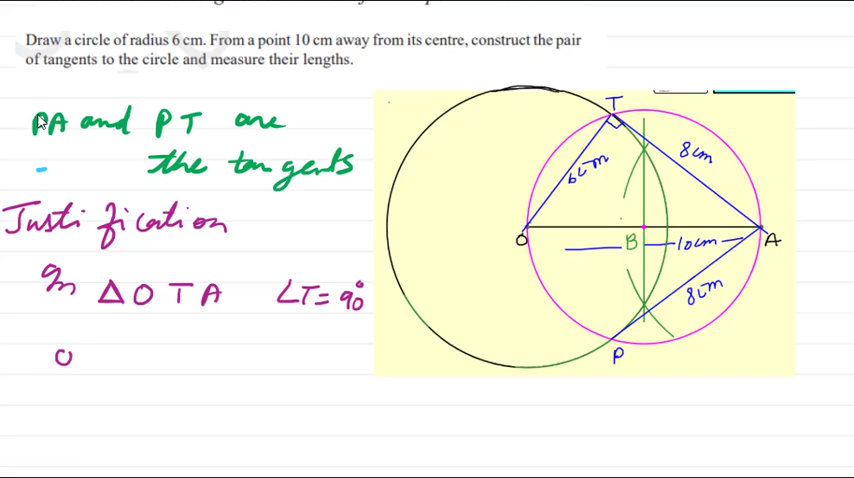 Draw a circle of radius 6 cm. From a point 10 cm away from its centre, construct the pair
of tangents to the circle and measure their lengths.
PA and PT are
the tangents
Justification
In ΔOTA ∠T=90°
O
T
6cm
8cm
O
B
10cm
A
8cm
P